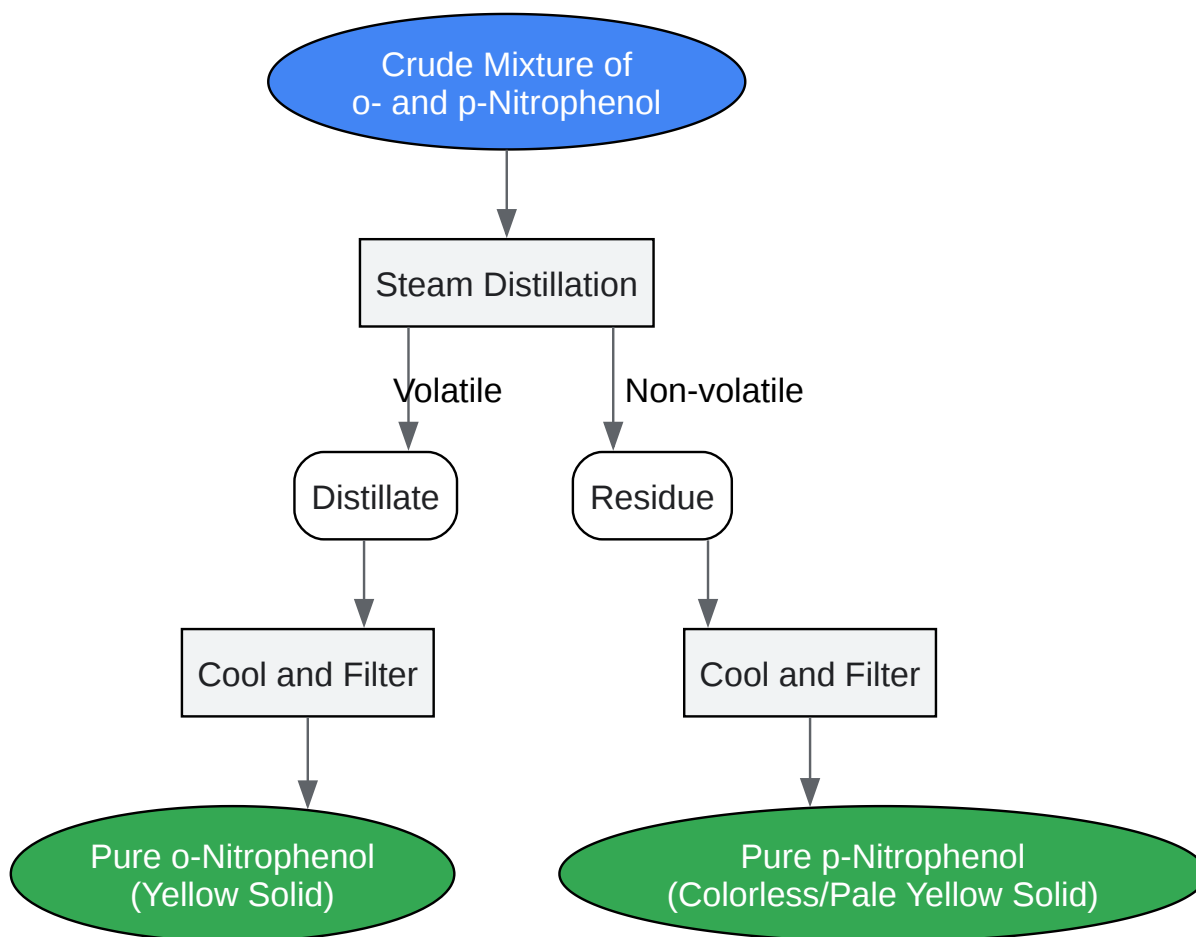 Crude Mixture of
o- and p-Nitrophenol
Steam Distillation
Volatile
Non-volatile
Distillate
Residue
Cool and Filter
Cool and Filter
Pure o-Nitrophenol
(Yellow Solid)
Pure p-Nitrophenol
(Colorless/Pale Yellow Solid)